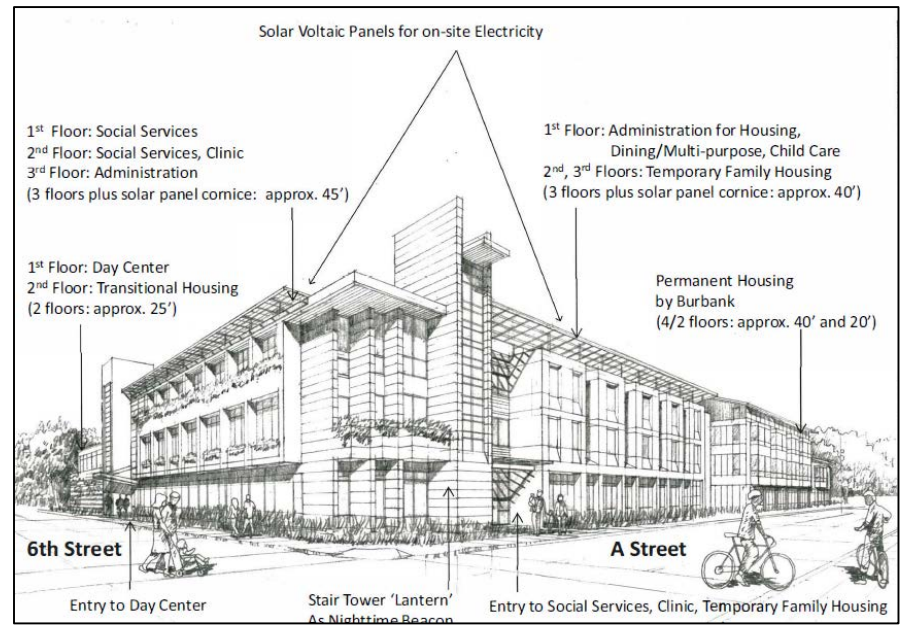 Solar Voltaic Panels for on-site Electricity
1st Floor: Social Services
2nd Floor: Social Services, Clinic
3rd Floor: Administration
(3 floors plus solar panel cornice: approx. 45’)
1st Floor: Administration for Housing,
Dining/Multi-purpose, Child Care
2nd, 3rd Floors: Temporary Family Housing
(3 floors plus solar panel cornice: approx. 40’)
1st Floor: Day Center
2nd Floor: Transitional Housing
(2 floors: approx. 25’)
Permanent Housing
by Burbank
(4/2 floors: approx. 40’ and 20’)
6th Street
A Street
Entry to Day Center
Stair Tower ‘Lantern’
As Nighttime Beacon
Entry to Social Services, Clinic, Temporary Family Housing